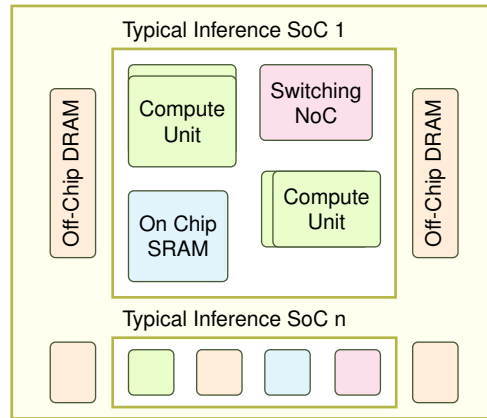 Typical Inference SoC 1
Off-Chip DRAM
Compute
Unit
Switching
NoC
On Chip
SRAM
Compute
Unit
Off-Chip DRAM
Typical Inference SoC n